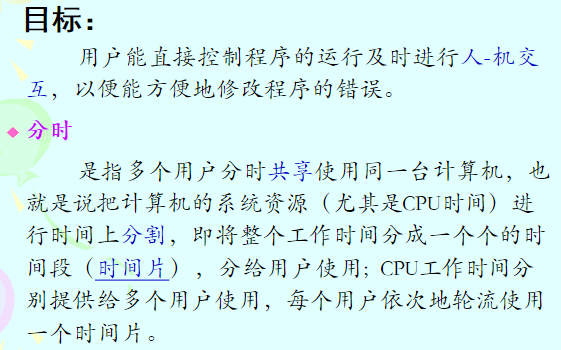 目标：
用户能直接控制程序的运行及时进行人-机交
互，以便能方便地修改程序的错误。
分时
是指多个用户分时共享使用同一台计算机，也
就是说把计算机的系统资源（尤其是CPU时间）进
行时间上分割，即将整个工作时间分成一个个的时
间段（时间片），分给用户使用；CPU工作时间分
别提供给多个用户使用，每个用户依次地轮流使用
一个时间片。